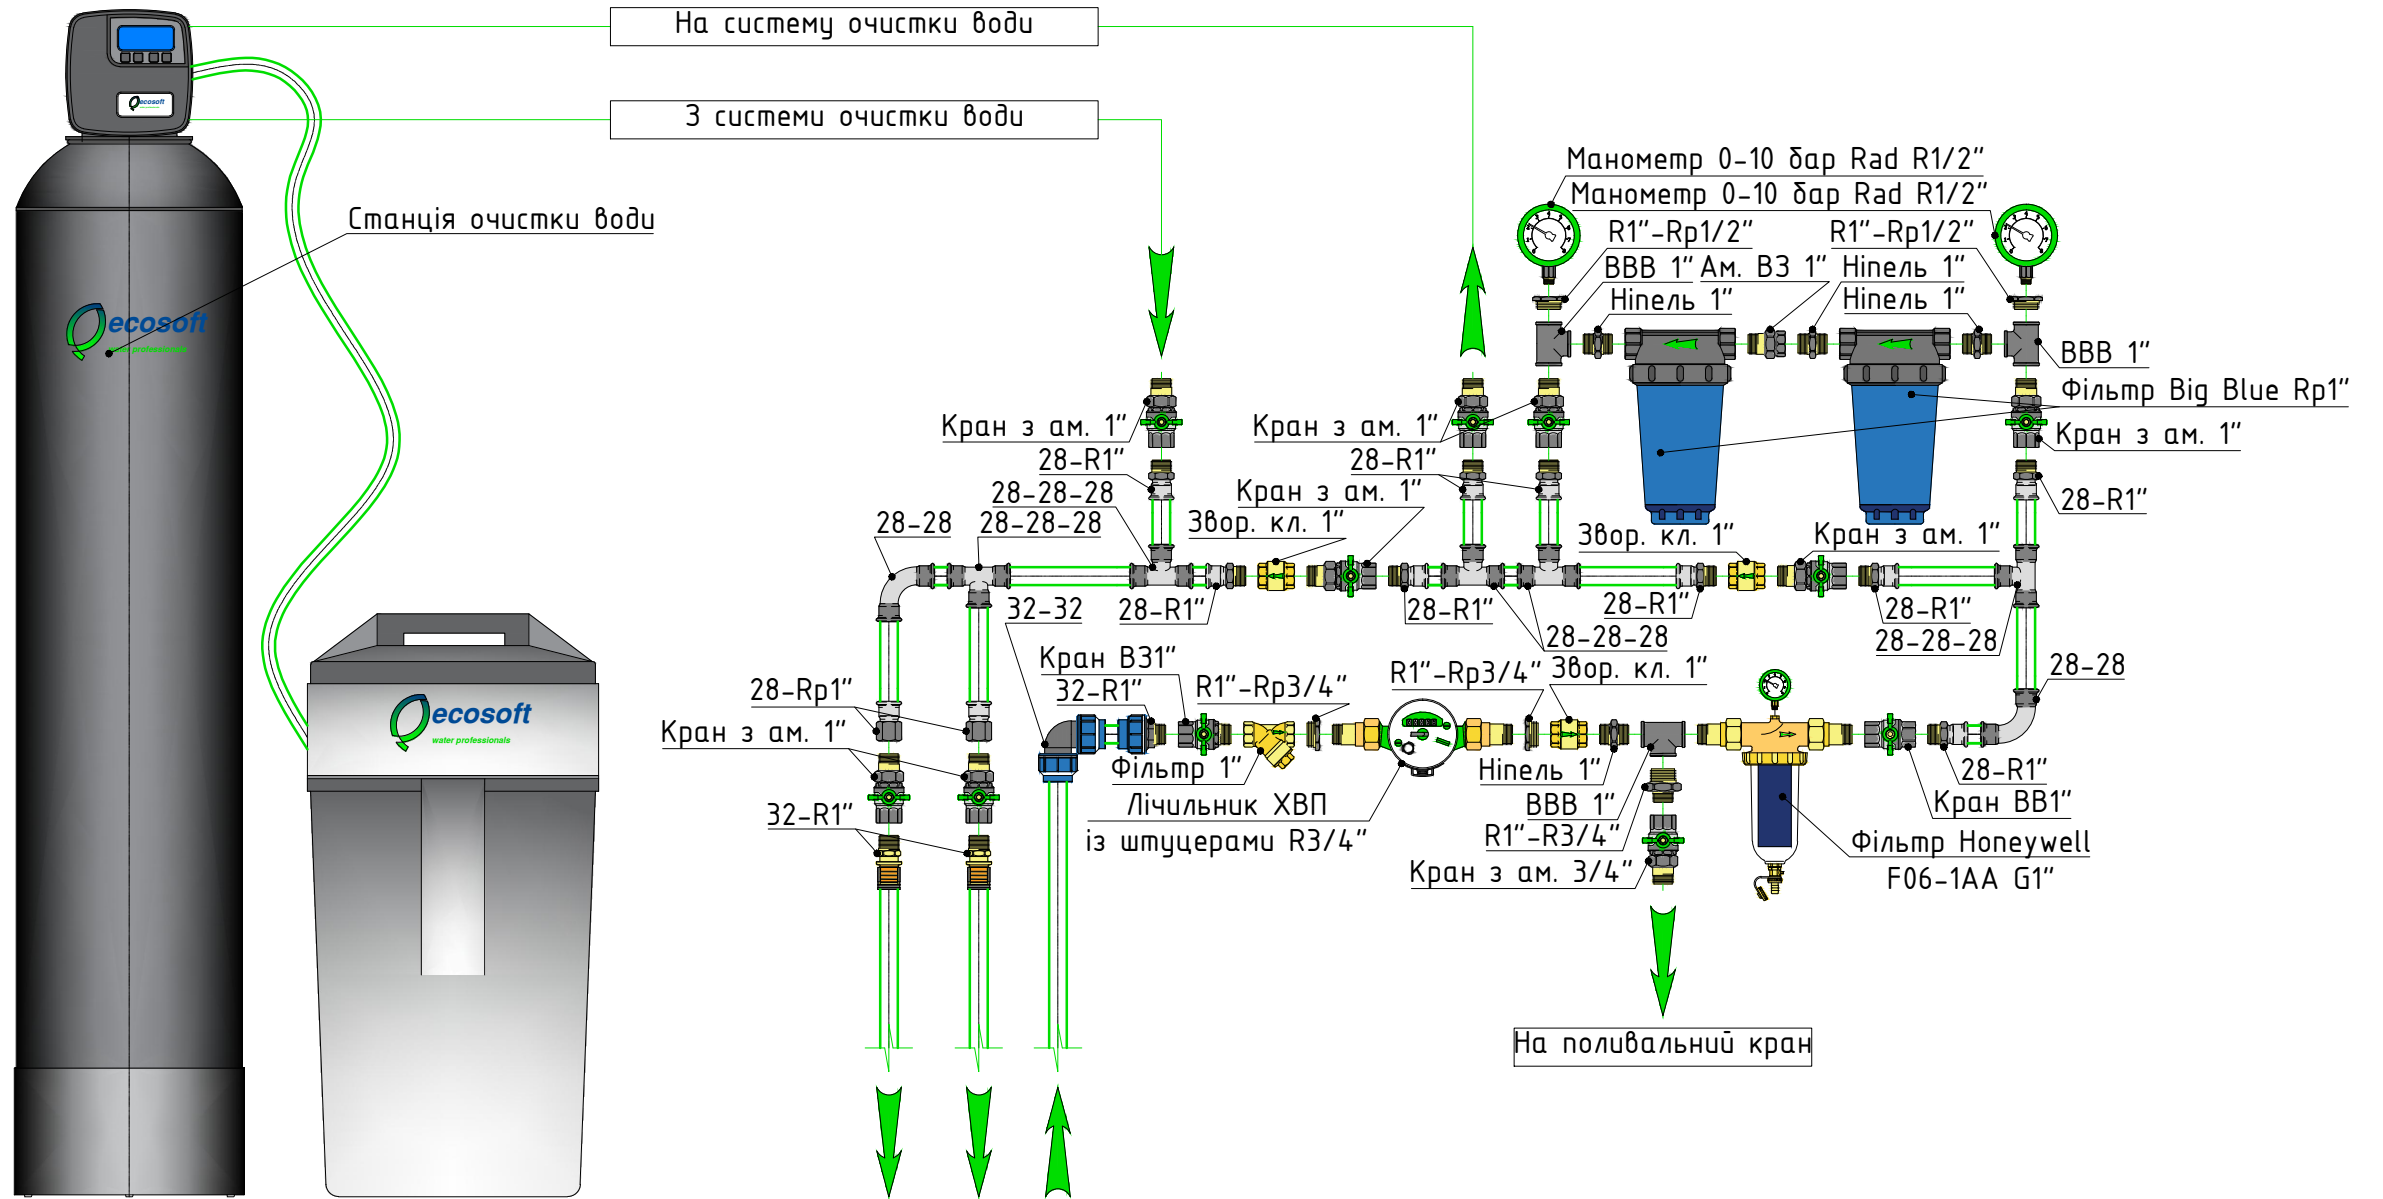 На систему очистки води
ecosoft
З системи очистки води
Манометр 0-10 бар Rad R1/2"
Манометр 0-10 бар Rad R1/2"
Станція очистки води
R1"-Rp1/2"
R1"-Rp1/2"
ВВВ 1"
Ам. ВЗ 1"
Ніпель 1"
Ніпель 1"
Ніпель 1"
ecosoft
ВВВ 1"
Фільтр Big Blue Rp1"
Кран з ам. 1"
Кран з ам. 1"
Кран з ам. 1"
28-R1"
28-R1"
28-28-28
Кран з ам. 1"
28-R1"
28-28
28-28-28
Звор. кл. 1"
Звор. кл. 1"
Кран з ам. 1"
32-32
28-R1"
28-R1"
28-R1"
28-R1"
28-28-28
28-28-28
Кран ВЗ1"
Звор. кл. 1"
28-28
28-Rp1"
32-R1"
R1"-Rp3/4"
R1"-Rp3/4"
ecosoft
water professionals
Кран з ам. 1"
Фільтр 1"
Ніпель 1"
28-R1"
32-R1"
Лічильник ХВП
із штуцерами R3/4"
ВВВ 1"
Кран ВВ1"
R1"-R3/4"
Фільтр Honeywell
F06-1AA G1"
Кран з ам. 3/4"
На поливальний кран